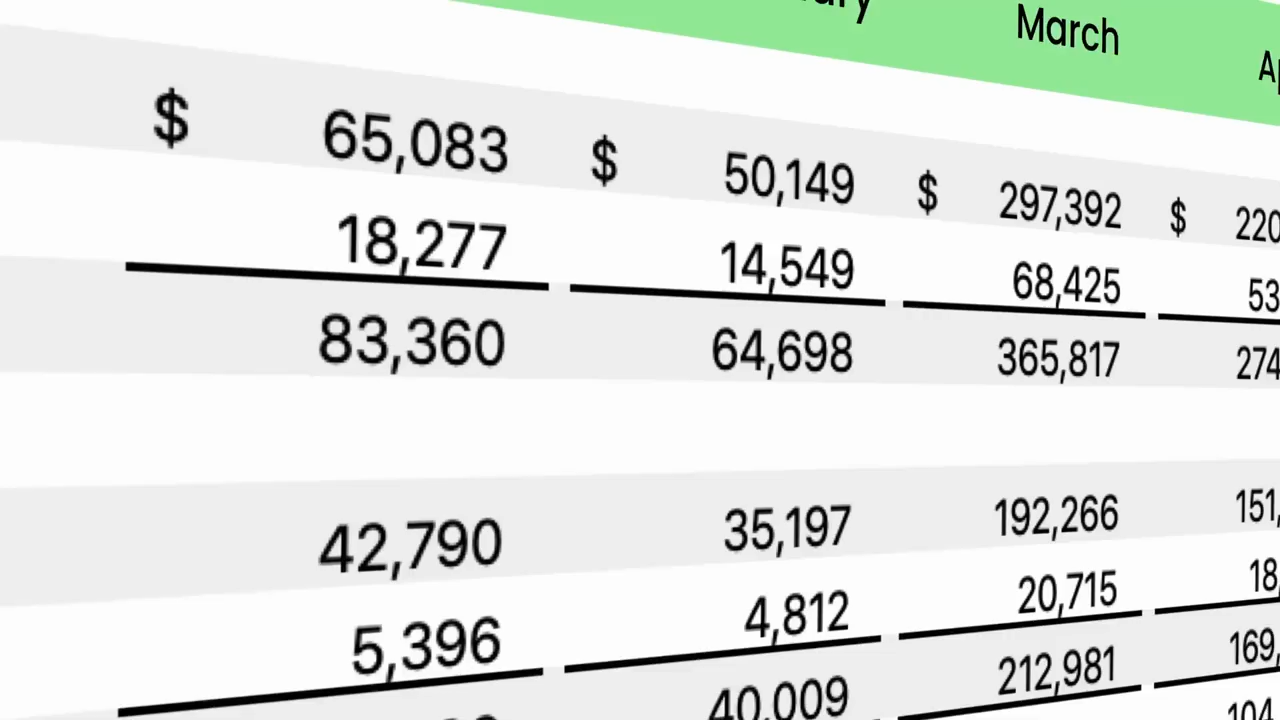 March
$ 65,083 $ 50,149 $ 297,392 $
18,277 14,549 68,425
83,360 64,698 365,817
42,790 35,197 192,266
5,396 4,812 20,715
40,009 212,981